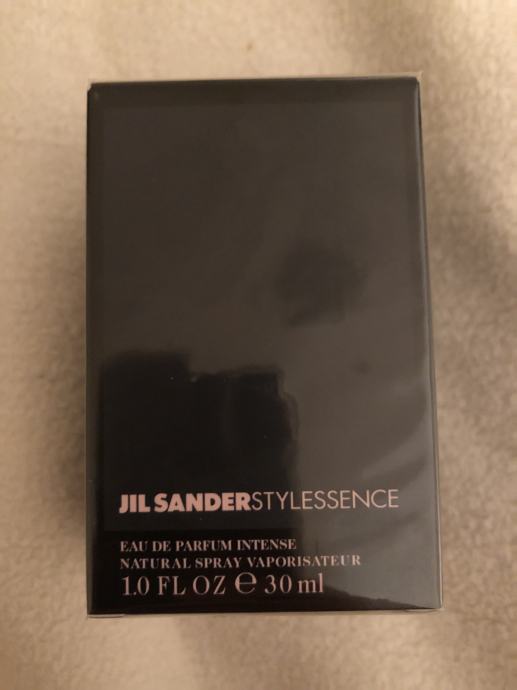 JIL SANDERSTYLESSENCE
EAU DE PARFUM INTENSE
NATURAL SPRAY VAPORISATEUR
1.0 FL OZ ℮ 30 ml